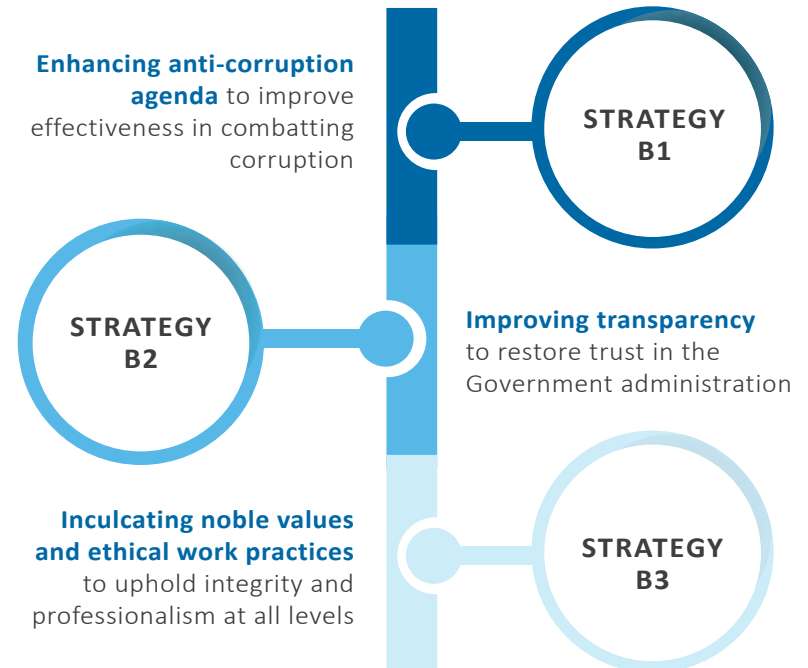 Enhancing anti-corruption
agenda to improve
effectiveness in combatting
corruption
STRATEGY
B1
STRATEGY
B2
Improving transparency
to restore trust in the
Government administration
Inculcating noble values
and ethical work practices
to uphold integrity and
professionalism at all levels
STRATEGY
B3